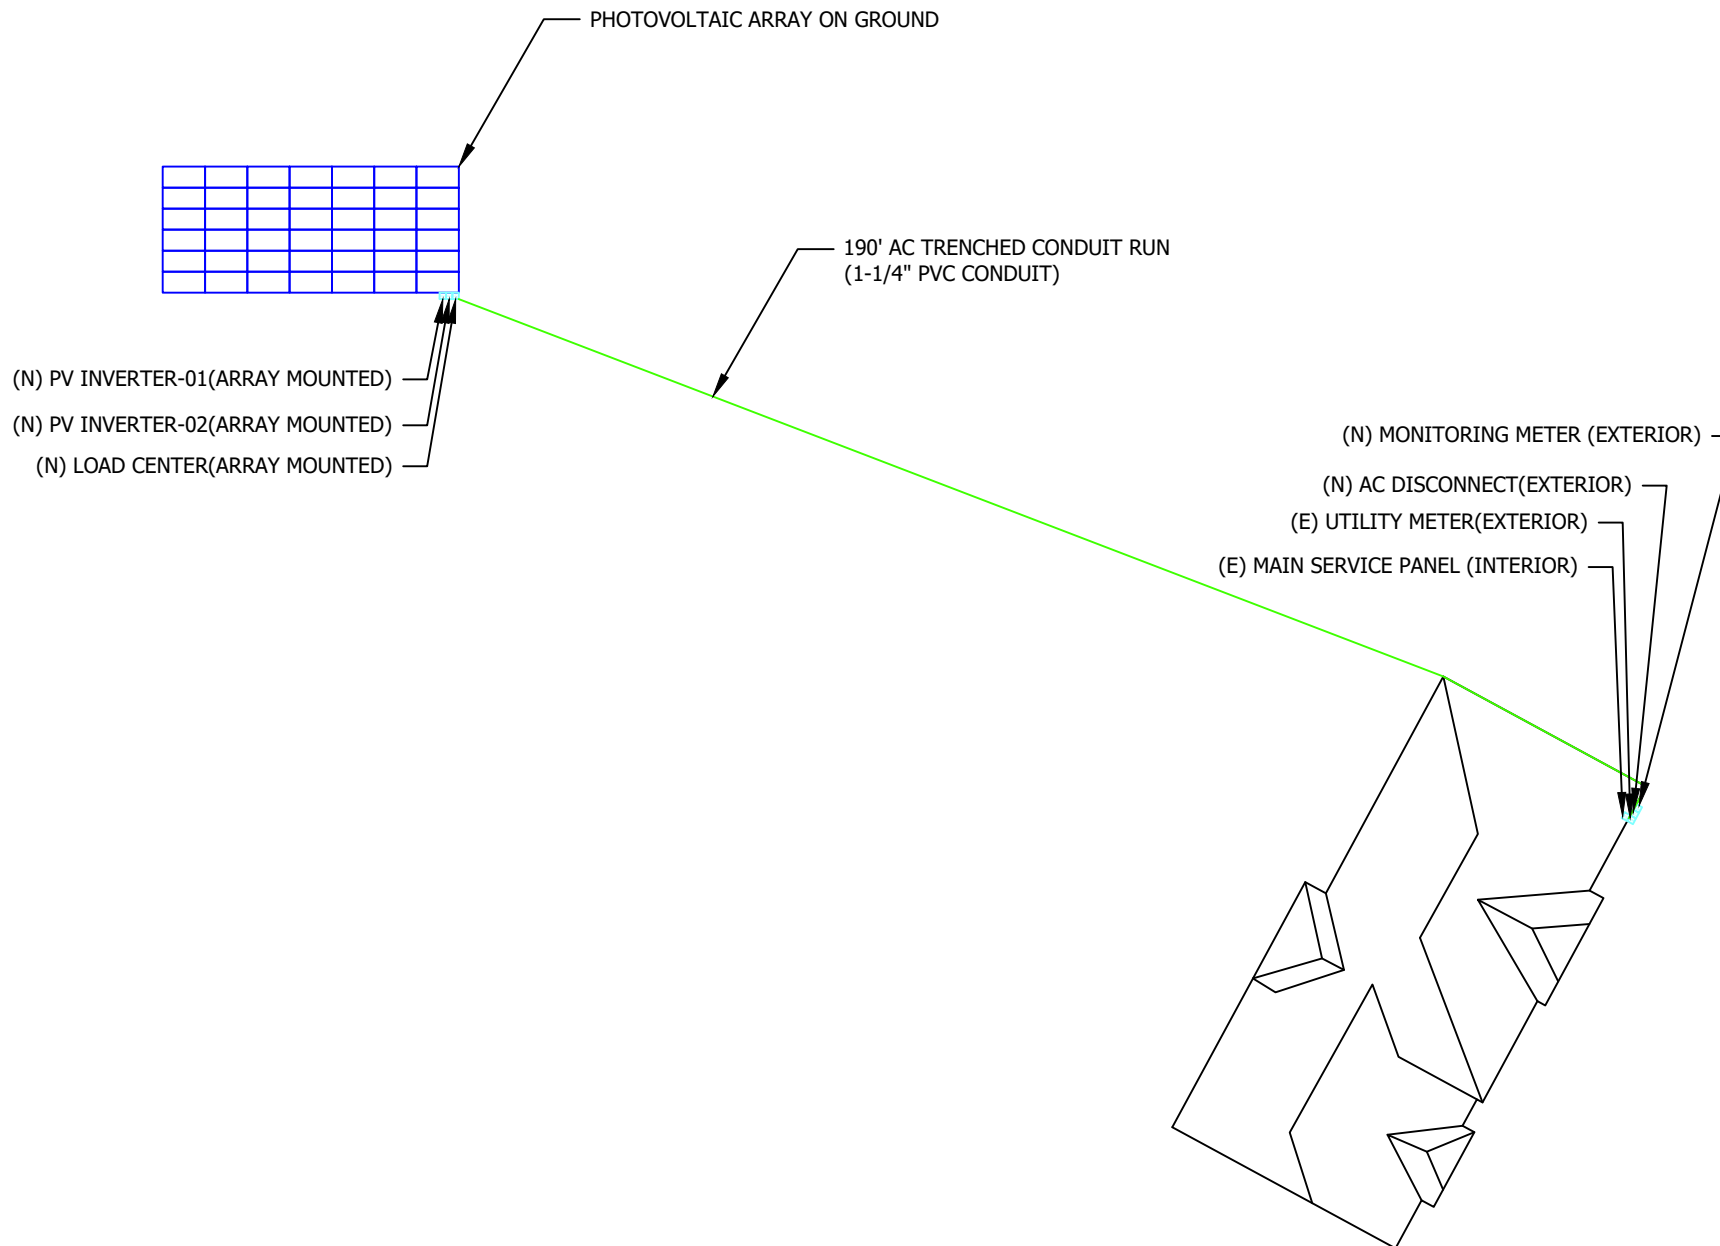 PHOTOVOLTAIC ARRAY ON GROUND
190' AC TRENCHED CONDUIT RUN
(1-1/4" PVC CONDUIT)
(N) PV INVERTER-01(ARRAY MOUNTED)
(N) PV INVERTER-02(ARRAY MOUNTED)
(N) LOAD CENTER(ARRAY MOUNTED)
(N) MONITORING METER (EXTERIOR)
(N) AC DISCONNECT(EXTERIOR)
(E) UTILITY METER(EXTERIOR)
(E) MAIN SERVICE PANEL (INTERIOR)